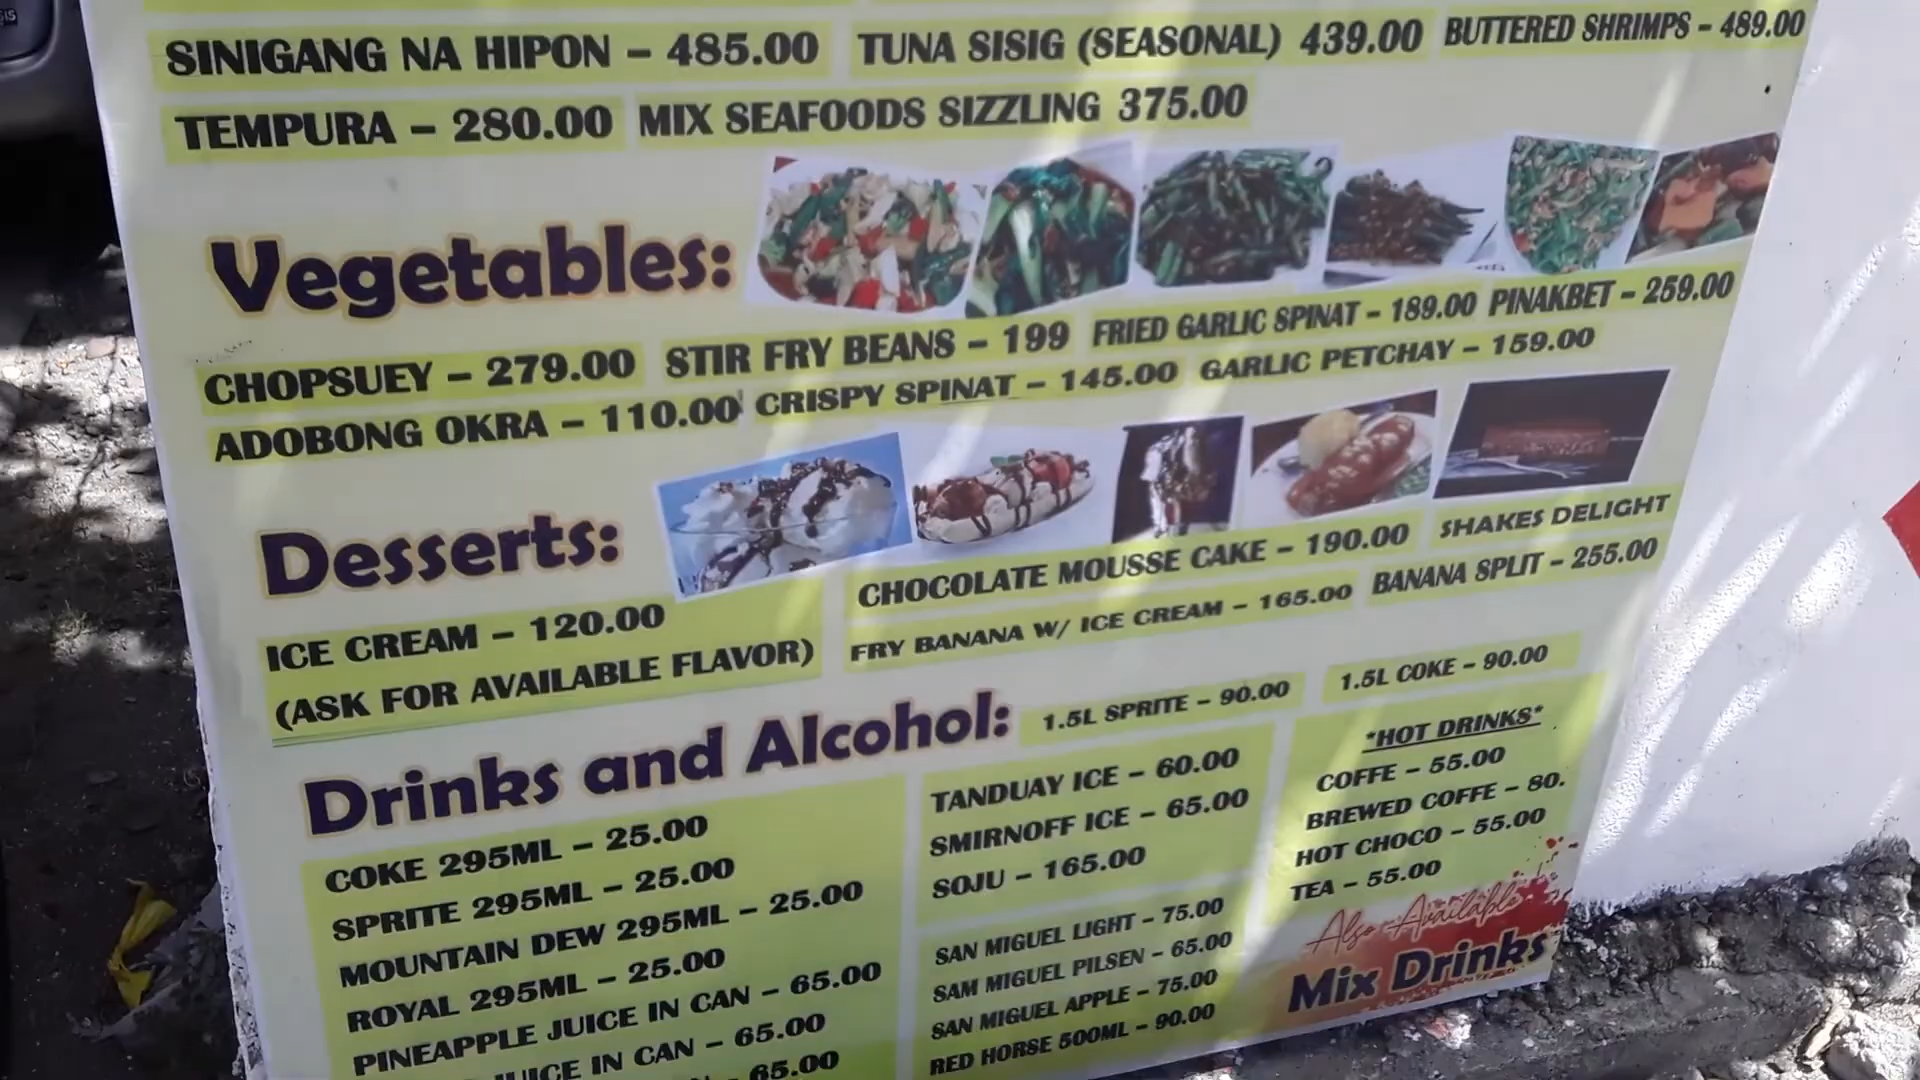 SINIGANG NA HIPON – 485.00 TUNA SISIG (SEASONAL) 439.00 BUTTERED SHRIMPS – 489.00
TEMPURA – 280.00 MIX SEAFOODS SIZZLING 375.00
Vegetables:
CHOPSUEY – 279.00 STIR FRY BEANS – 199 FRIED GARLIC SPINAT – 189.00 PINAKBET – 259.00
ADOBONG OKRA – 110.00 CRISPY SPINAT – 145.00 GARLIC PETCHAY – 159.00
Desserts:
ICE CREAM – 120.00
(ASK FOR AVAILABLE FLAVOR)
CHOCOLATE MOUSSE CAKE – 190.00 SHAKES DELIGHT
FRY BANANA W/ ICE CREAM – 165.00 BANANA SPLIT – 255.00
Drinks and Alcohol:
1.5L SPRITE – 90.00
1.5L COKE – 90.00
COKE 295ML – 25.00
SPRITE 295ML – 25.00
MOUNTAIN DEW 295ML – 25.00
ROYAL 295ML – 25.00
PINEAPPLE JUICE IN CAN – 65.00
JUICE IN CAN – 65.00
– 65.00
TANDUAY ICE – 60.00
SMIRNOFF ICE – 65.00
SOJU – 165.00
SAN MIGUEL LIGHT – 75.00
SAM MIGUEL PILSEN – 65.00
SAN MIGUEL APPLE – 75.00
RED HORSE 500ML – 90.00
*HOT DRINKS*
COFFE – 55.00
BREWED COFFE – 80.
HOT CHOCO – 55.00
TEA – 55.00
Also Available
Mix Drinks